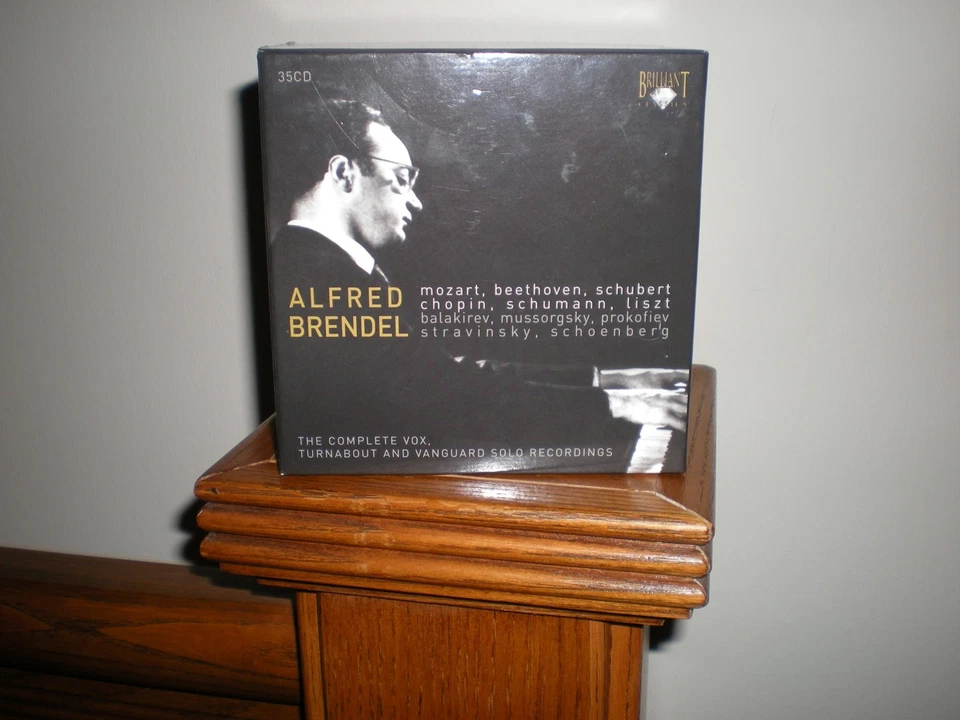 35CD
BRILLIANT
CLASSICS
ALFRED
BRENDEL
mozart, beethoven, schubert
chopin, schumann, liszt
balakirev, mussorgsky, prokofiev
stravinsky, schoenberg
THE COMPLETE VOX,
TURNABOUT AND VANGUARD SOLO RECORDINGS